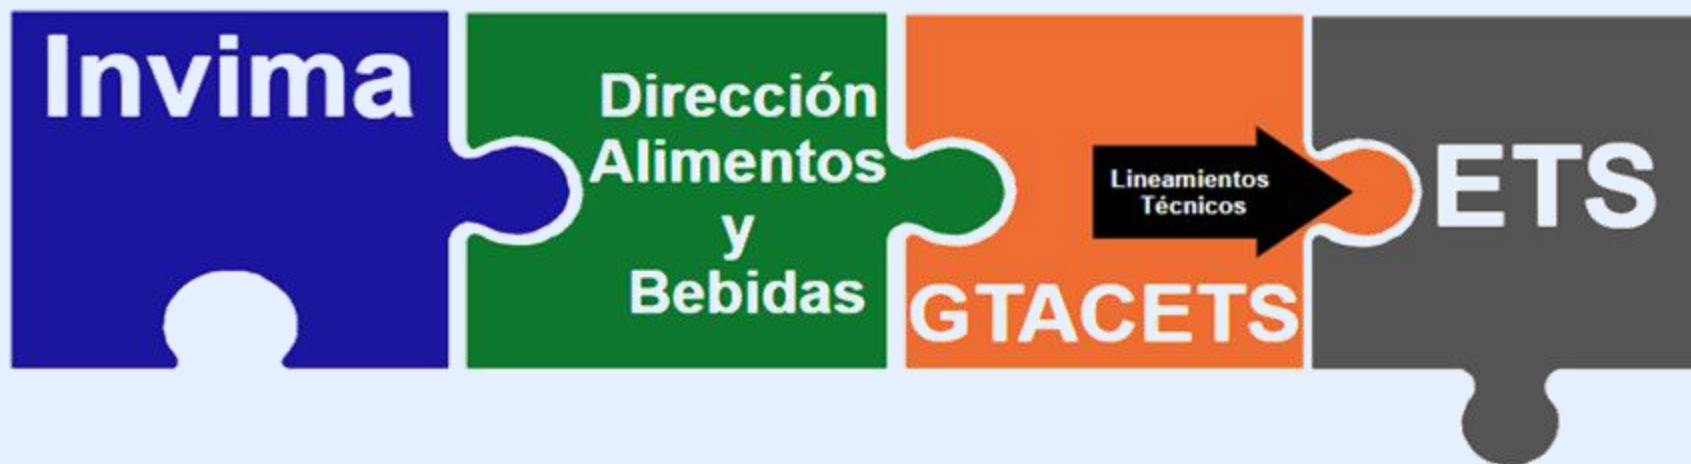 Invima
Dirección
Alimentos
y
Bebidas
Lineamientos
Técnicos
GTACETS
ETS